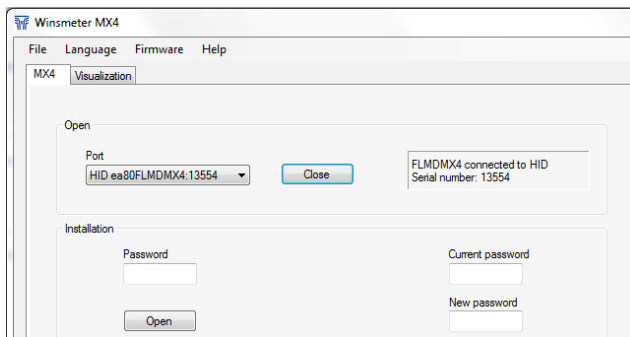 Winsmeter MX4
File Language Firmware Help
MX4 Visualization
Open
Port
HID ea80FLMDMX4:13554
Close
FLMDMX4 connected to HID
Serial number: 13554
Installation
Password
Current password
New password
Open